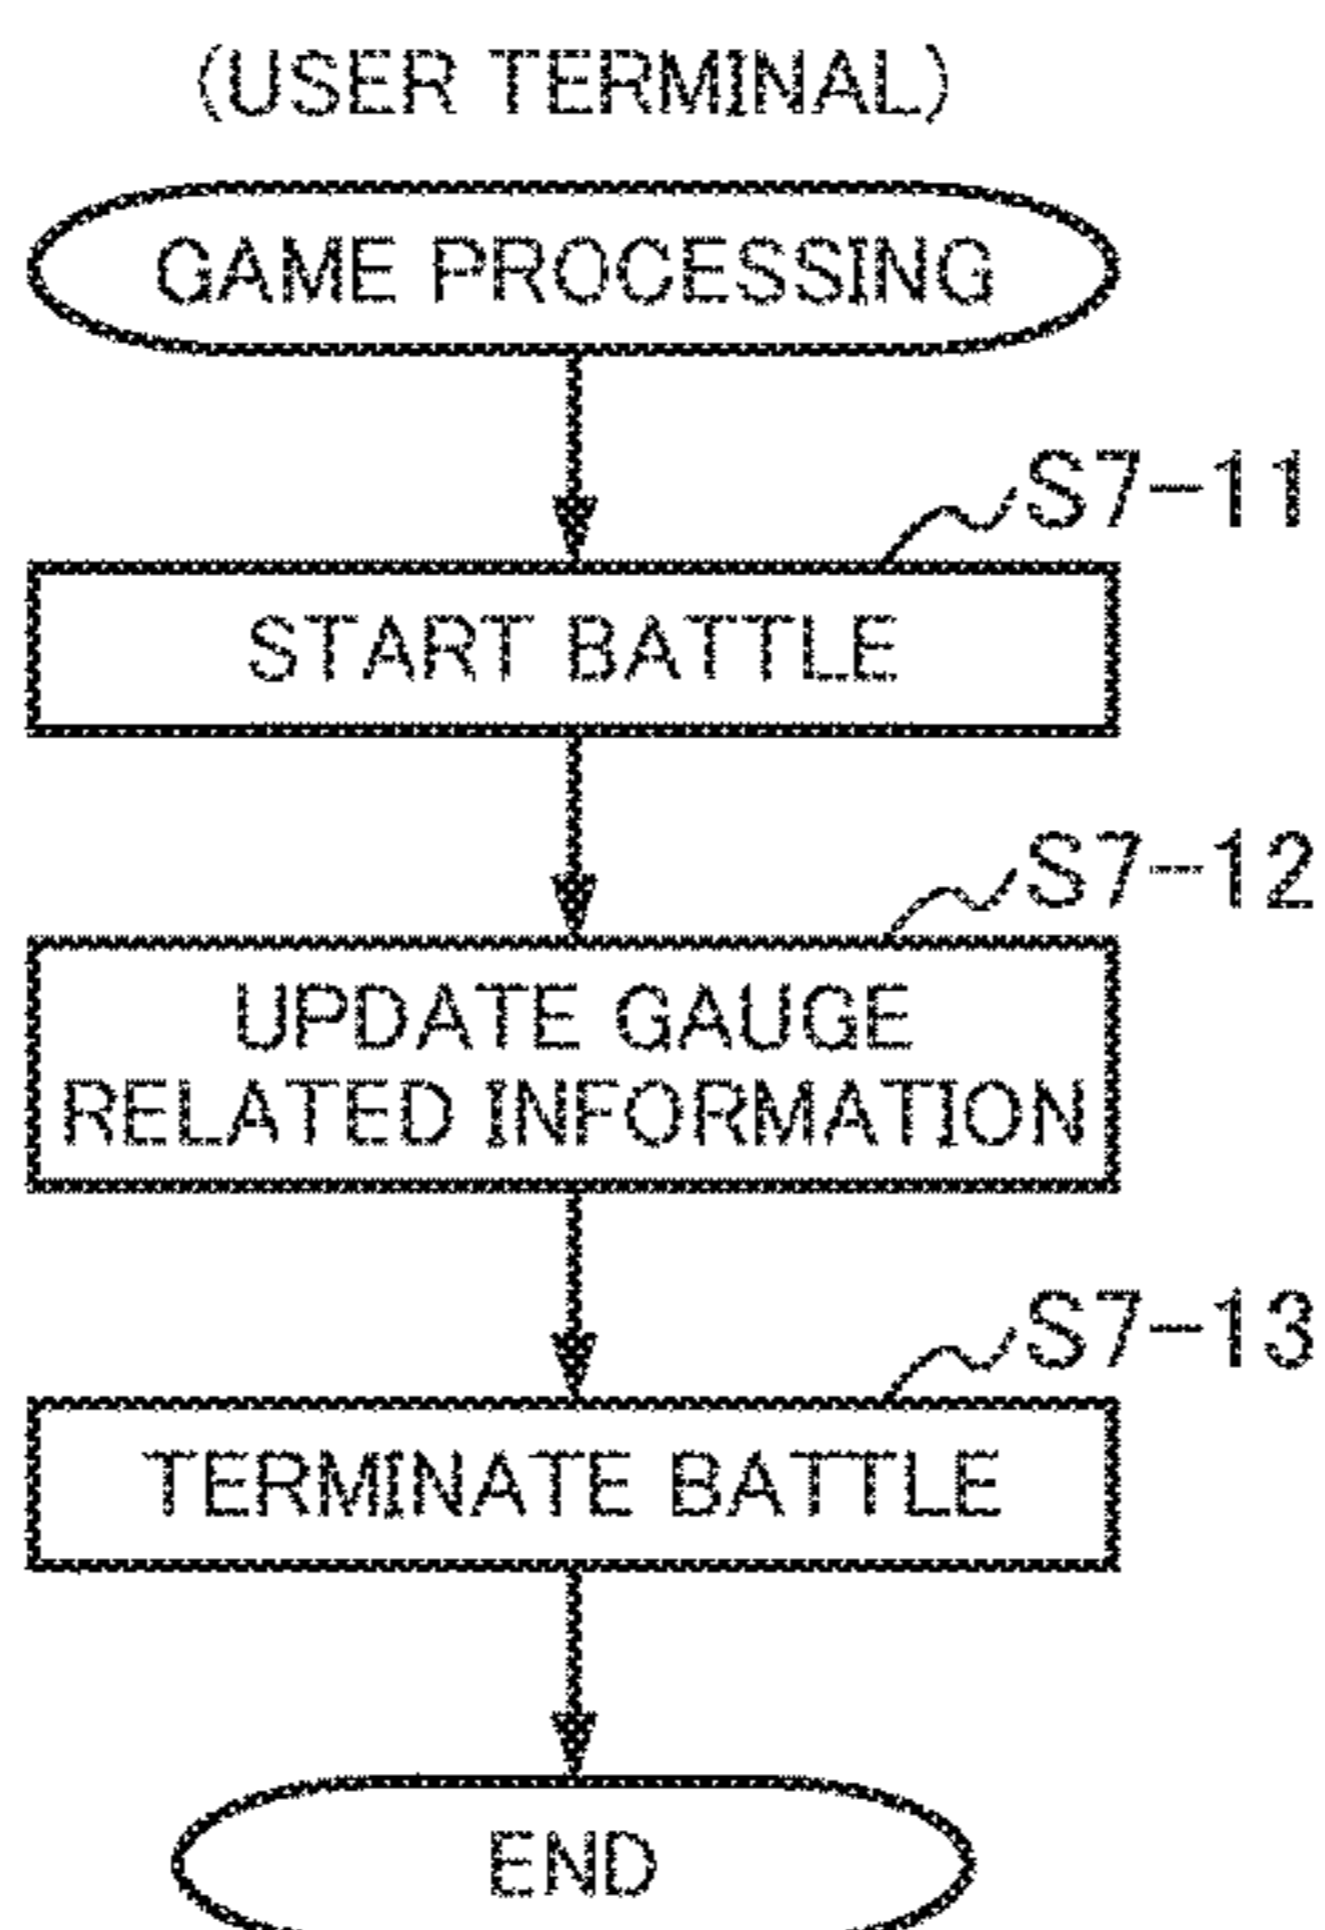 (USER TERMINAL)
GAME PROCESSING
S7-11
START BATTLE
S7-12
UPDATE GAUGE
RELATED INFORMATION
S7-13
TERMINATE BATTLE
END